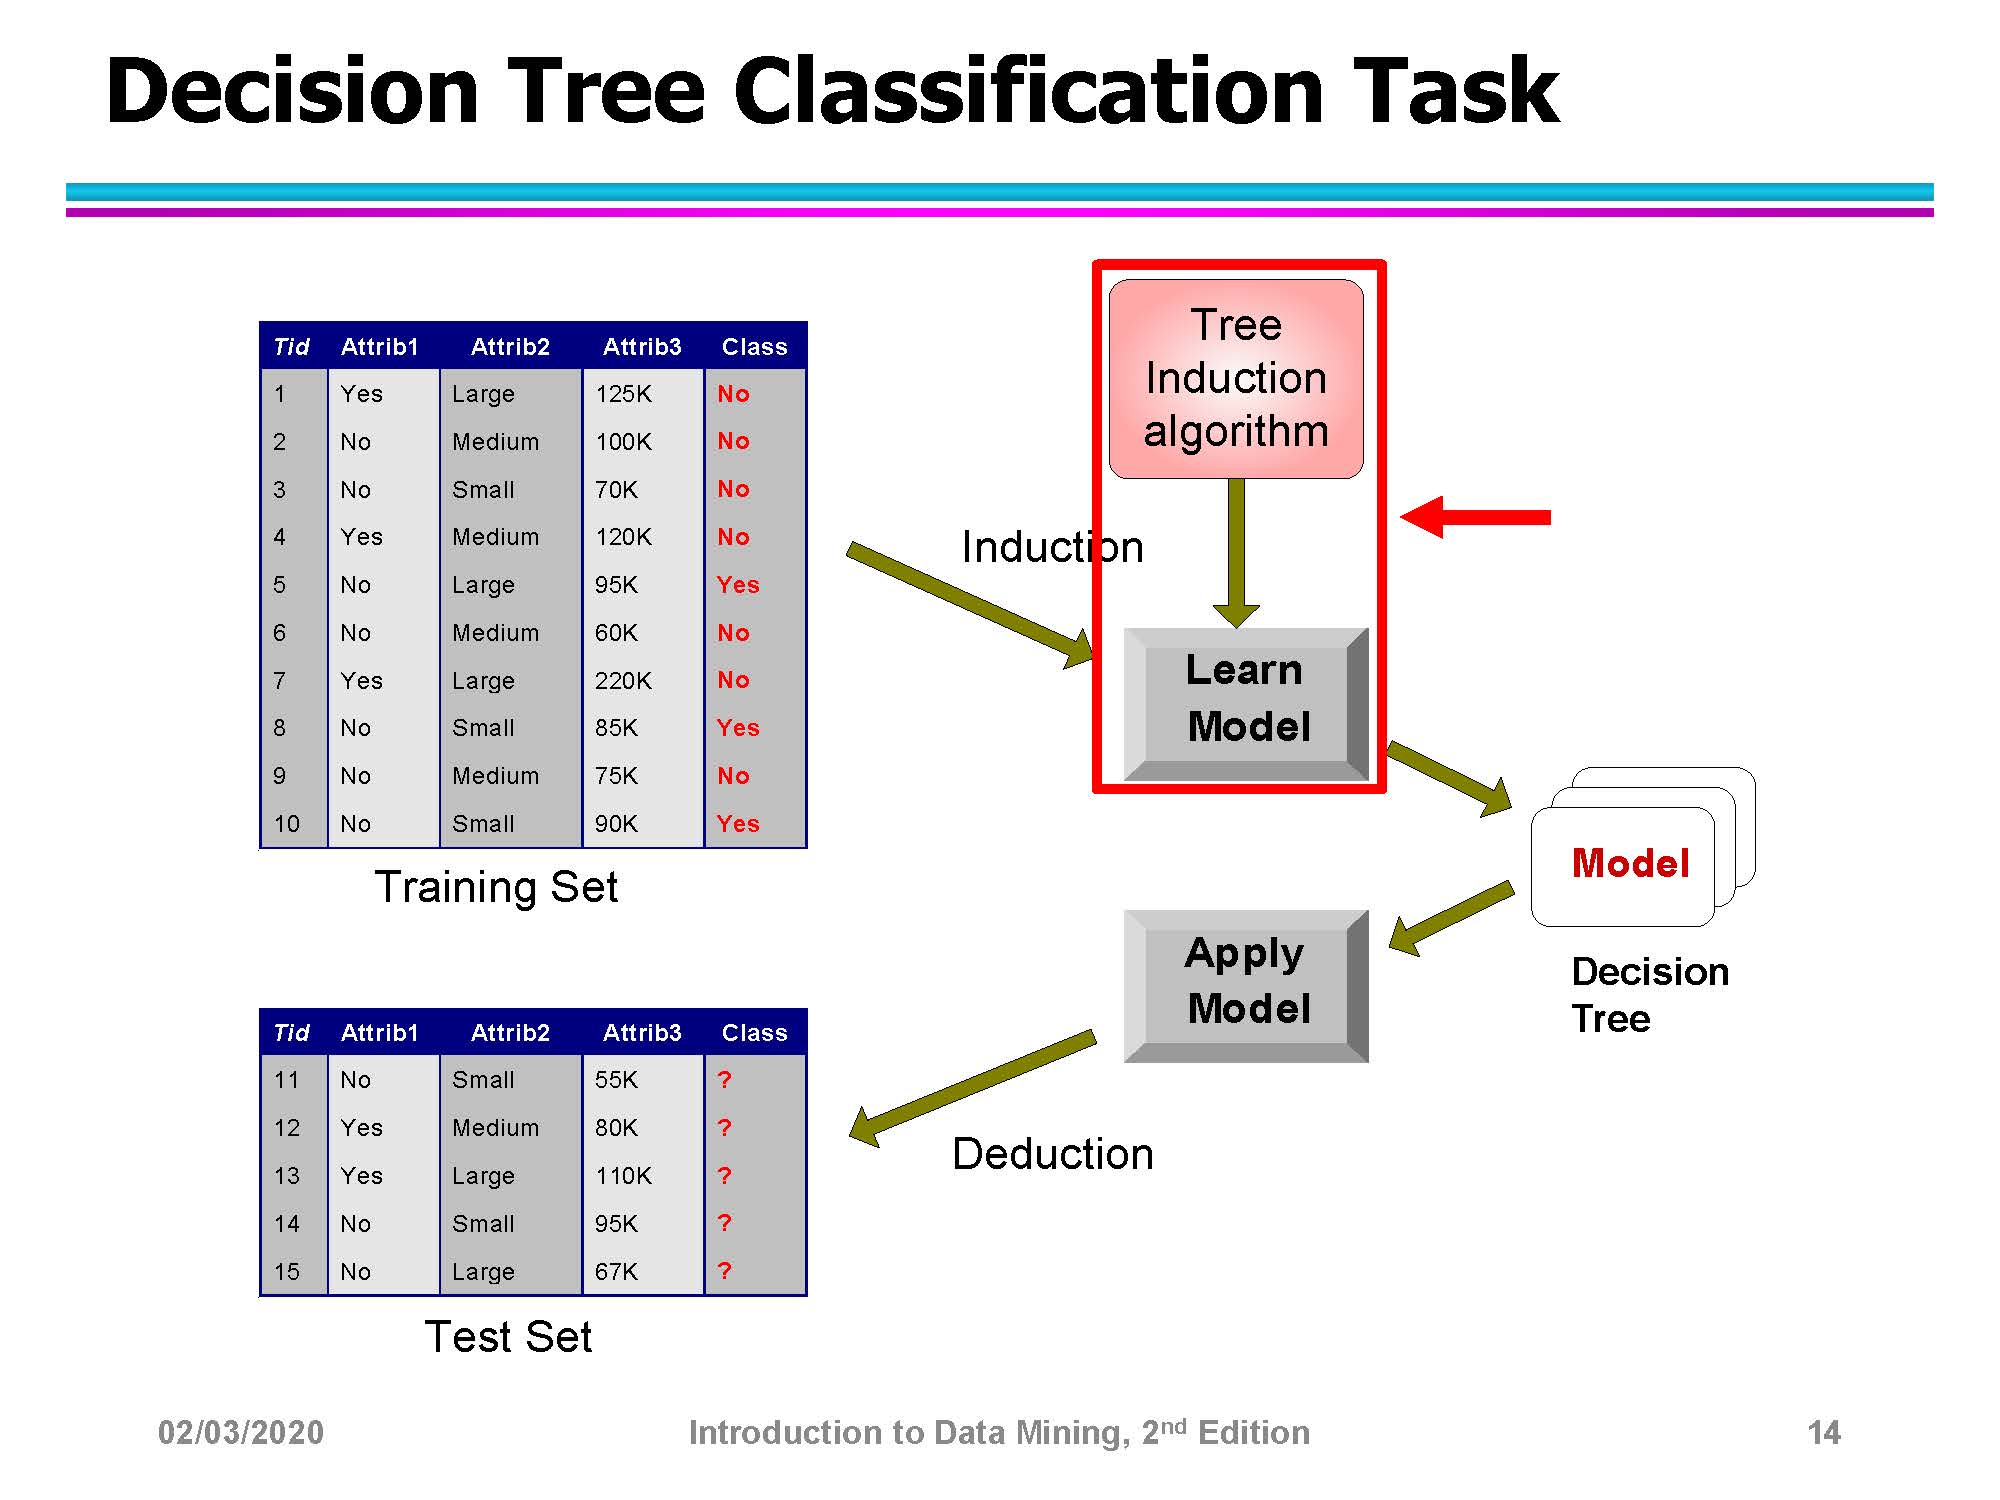 Decision Tree Classification Task
Tid Attrib1 Attrib2 Attrib3 Class
1 Yes Large 125K No
2 No Medium 100K No
3 No Small 70K No
4 Yes Medium 120K No
5 No Large 95K Yes
6 No Medium 60K No
7 Yes Large 220K No
8 No Small 85K Yes
9 No Medium 75K No
10 No Small 90K Yes
Training Set
Tree
Induction
algorithm
Induction
Learn
Model
Model
Decision
Tree
Apply
Model
Deduction
Tid Attrib1 Attrib2 Attrib3 Class
11 No Small 55K ?
12 Yes Medium 80K ?
13 Yes Large 110K ?
14 No Small 95K ?
15 No Large 67K ?
Test Set
02/03/2020 Introduction to Data Mining, 2nd Edition 14